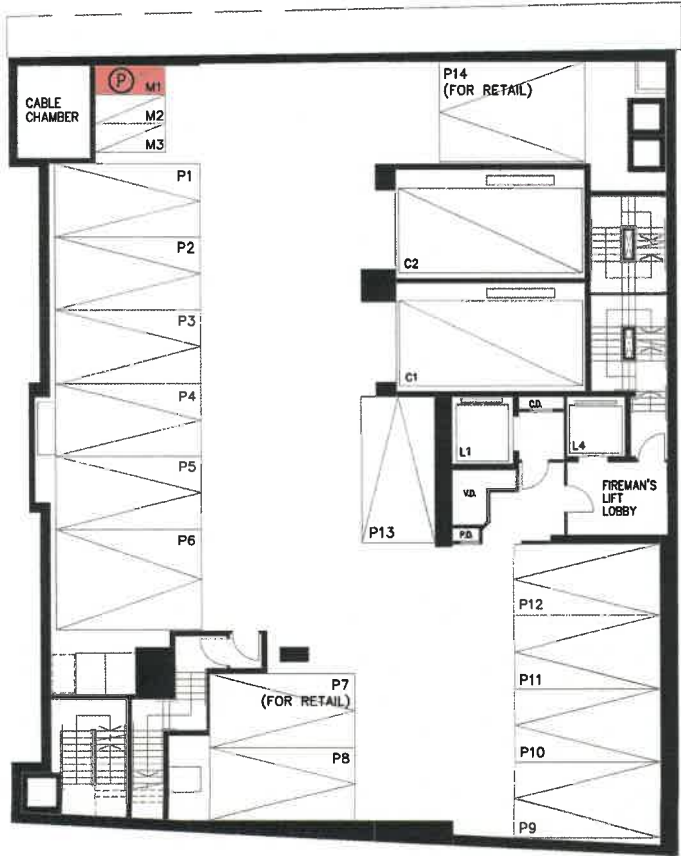 CABLE
CHAMBER
P
M1
M2
M3
P14
(FOR RETAIL)
P1
P2
C2
P3
C1
P4
C.D.
L1
L4
P5
V.D.
FIREMAN'S
LIFT
LOBBY
P6
P13
P.D.
P12
P7
(FOR RETAIL)
P11
P8
P10
P9